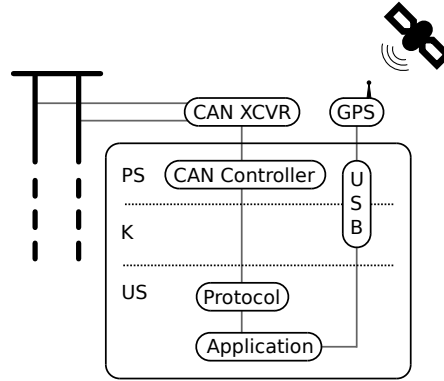 CAN XCVR
GPS
PS
CAN Controller
U
S
B
K
US
Protocol
Application